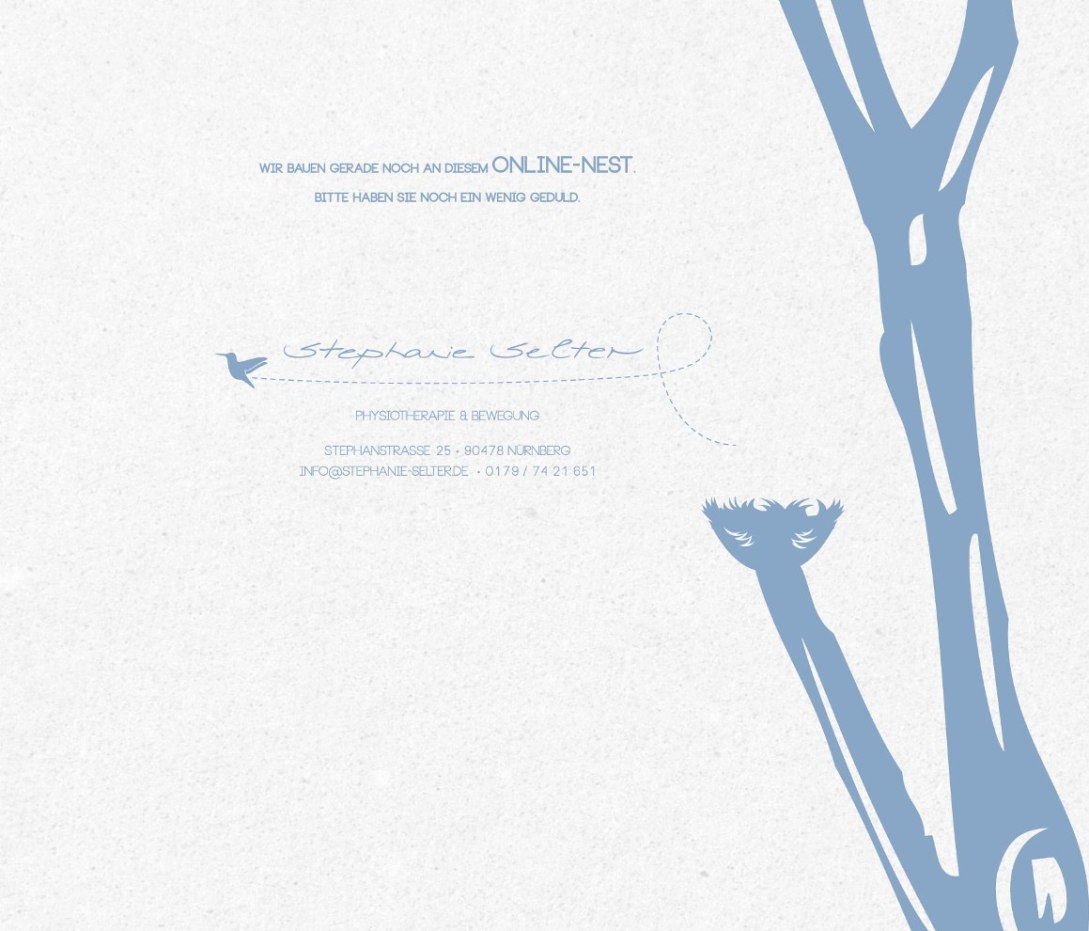 WIR BAUEN GERADE NOCH AN DIESEM ONLINE-NEST.
BITTE HABEN SIE NOCH EIN WENIG GEDULD.
Stephanie Selter
PHYSIOTHERAPIE & BEWEGUNG
STEPHANSTRASSE 25 • 90478 NÜRNBERG
INFO@STEPHANIE-SELTER.DE • 0179 / 74 21 651